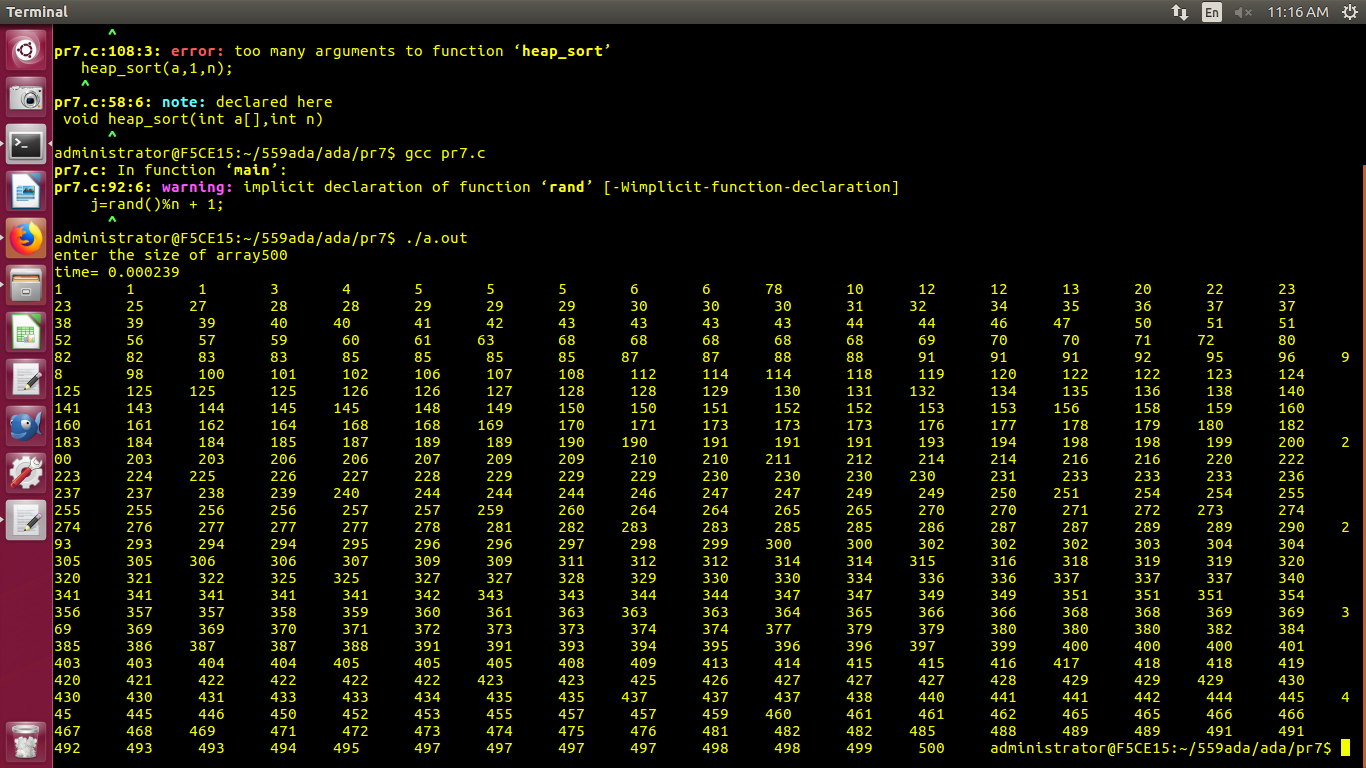 Terminal
En
11:16 AM
^
pr7.c:108:3: error: too many arguments to function ‘heap_sort’
heap_sort(a,1,n);
^
pr7.c:58:6: note: declared here
void heap_sort(int a[],int n)
^
administrator@F5CE15:~/559ada/ada/pr7$ gcc pr7.c
pr7.c: In function ‘main’:
pr7.c:92:6: warning: implicit declaration of function ‘rand’ [-Wimplicit-function-declaration]
j=rand()%n + 1;
^
administrator@F5CE15:~/559ada/ada/pr7$ ./a.out
enter the size of array500
time= 0.000239
1 1 1 3 4 5 5 5 6 6 78 10 12 12 13 20 22 23
23 25 27 28 28 29 29 29 30 30 30 31 32 34 35 36 37 37
38 39 39 40 40 41 42 43 43 43 43 44 44 46 47 50 51 51
52 56 57 59 60 61 63 68 68 68 68 68 69 70 70 71 72 80
82 82 83 83 85 85 85 85 87 87 88 88 91 91 91 92 95 96 9
8 98 100 101 102 106 107 108 112 114 114 118 119 120 122 122 123 124
125 125 125 125 126 126 127 128 128 129 130 131 132 134 135 136 138 140
141 143 144 145 145 148 149 150 150 151 152 152 153 153 156 158 159 160
160 161 162 164 168 168 169 170 171 173 173 173 176 177 178 179 180 182
183 184 184 185 187 189 189 190 190 191 191 191 193 194 198 198 199 200 2
00 203 203 206 206 207 209 209 210 210 211 212 214 214 216 216 220 222
223 224 225 226 227 228 229 229 229 230 230 230 230 231 233 233 233 236
237 237 238 239 240 244 244 244 246 247 247 249 249 250 251 254 254 255
255 255 256 256 257 257 259 260 264 264 265 265 270 270 271 272 273 274
274 276 277 277 277 278 281 282 283 283 285 285 286 287 287 289 289 290 2
93 293 294 294 295 296 296 297 298 299 300 300 302 302 302 303 304 304
305 305 306 306 307 309 309 311 312 312 314 314 315 316 318 319 319 320
320 321 322 325 325 327 327 328 329 330 330 334 336 336 337 337 337 340
341 341 341 341 341 342 343 343 344 344 347 347 349 349 351 351 351 354
356 357 357 358 359 360 361 363 363 363 364 365 366 366 368 368 369 369 3
69 369 369 370 371 372 373 373 374 374 377 379 379 380 380 380 382 384
385 386 387 387 388 391 391 393 394 395 396 396 397 399 400 400 400 401
403 403 404 404 405 405 405 408 409 413 414 415 415 416 417 418 418 419
420 421 422 422 422 422 423 423 425 426 427 427 427 428 429 429 429 430
430 430 431 433 433 434 435 435 437 437 437 438 440 441 441 442 444 445 4
45 445 446 450 452 453 455 457 457 459 460 461 461 462 465 465 466 466
467 468 469 471 472 473 474 475 476 481 482 482 485 488 489 489 491 491
492 493 493 494 495 497 497 497 497 498 498 499 500 administrator@F5CE15:~/559ada/ada/pr7$